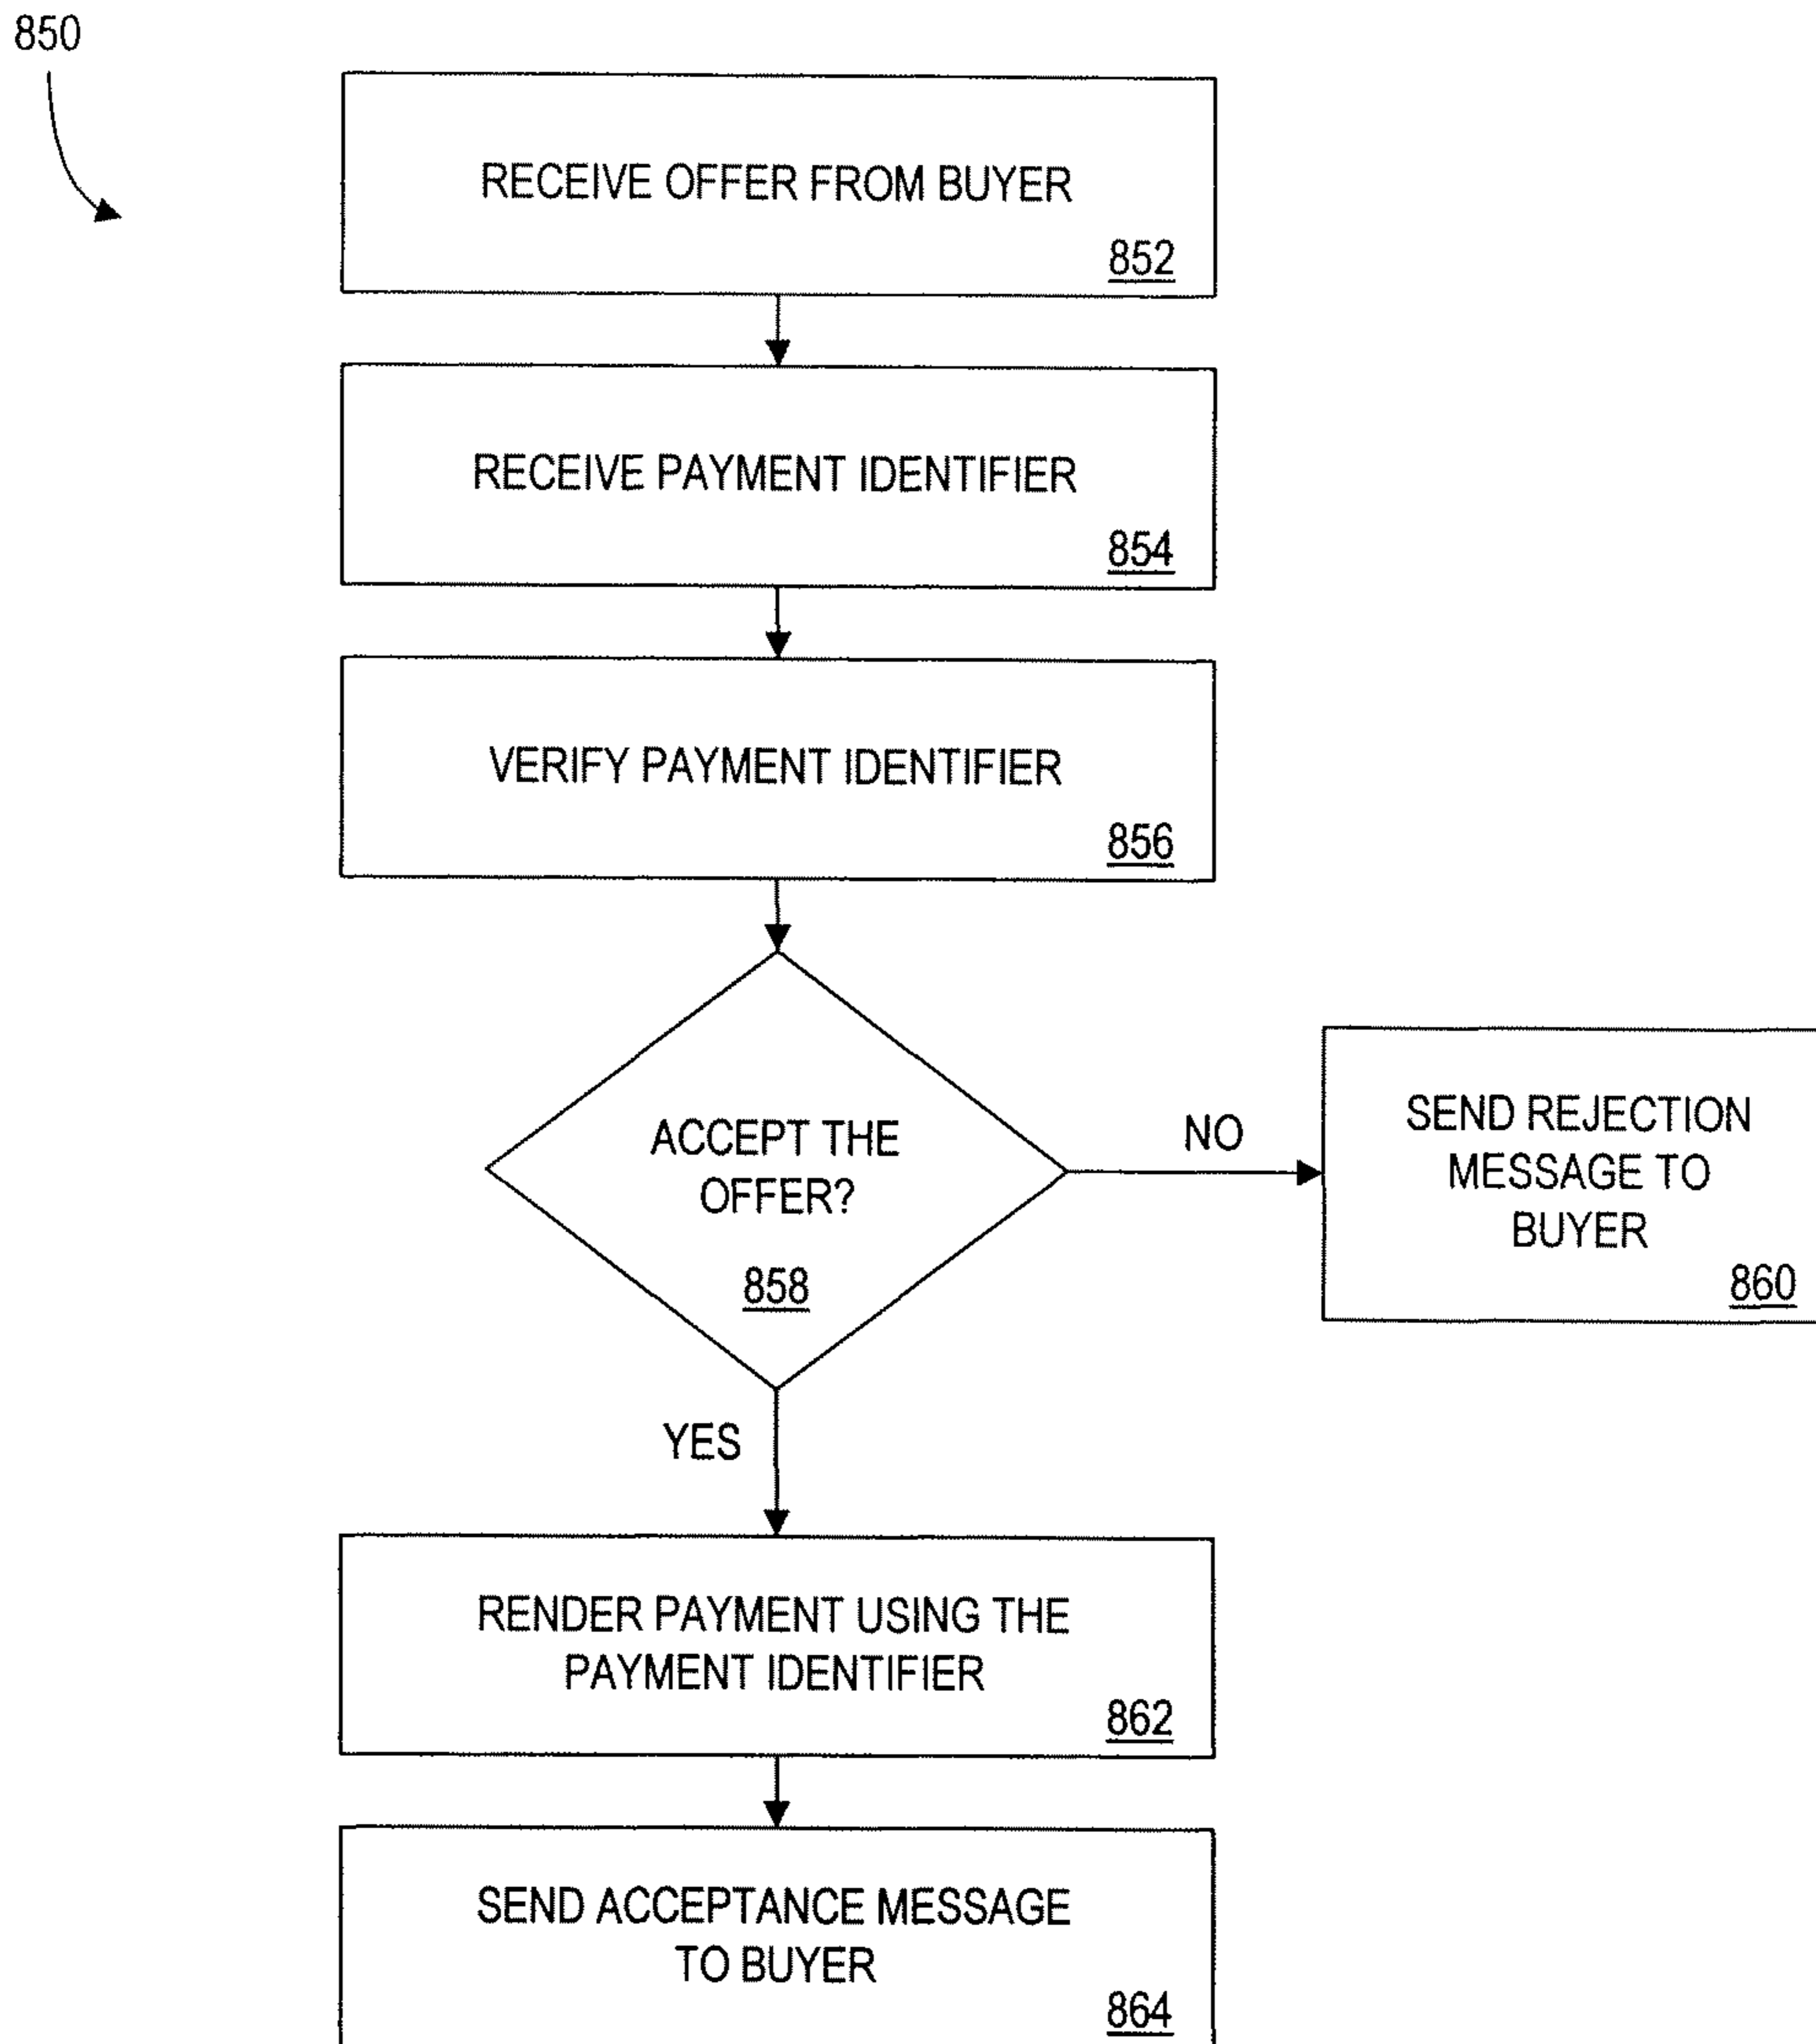 850
RECEIVE OFFER FROM BUYER
852
RECEIVE PAYMENT IDENTIFIER
854
VERIFY PAYMENT IDENTIFIER
856
ACCEPT THE
OFFER?
858
NO
SEND REJECTION
MESSAGE TO
BUYER
860
YES
RENDER PAYMENT USING THE
PAYMENT IDENTIFIER
862
SEND ACCEPTANCE MESSAGE
TO BUYER
864